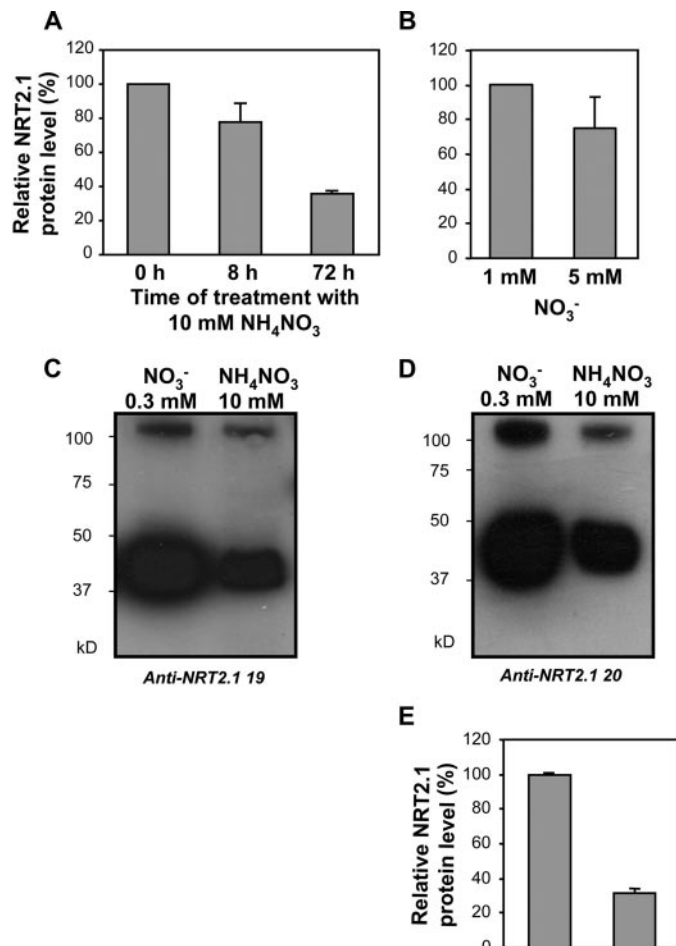 A
Relative NRT2.1
protein level (%)
120
100
80
60
40
20
0
0 h 8 h 72 h
Time of treatment with
10 mM NH₄NO₃
B
120
100
80
60
40
20
0
1 mM 5 mM
NO₃⁻
C
NO₃⁻ NH₄NO₃
0.3 mM 10 mM
100
75
50
37
kD
Anti-NRT2.1 19
D
NO₃⁻ NH₄NO₃
0.3 mM 10 mM
100
75
50
37
kD
Anti-NRT2.1 20
E
Relative NRT2.1
protein level (%)
120
100
80
60
40
20
0